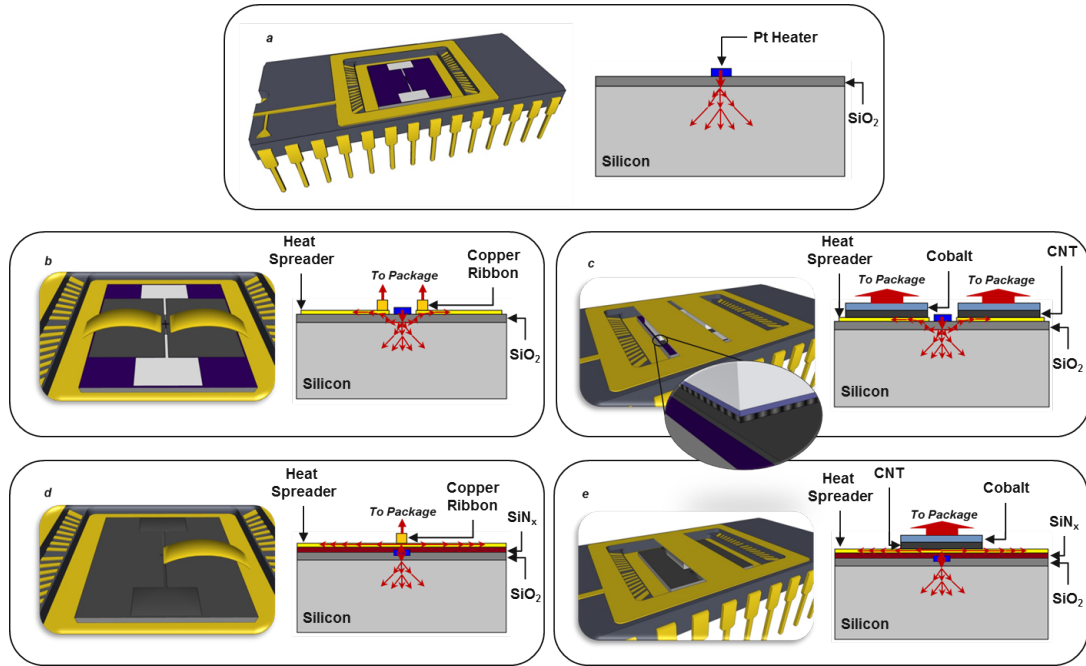 a
Pt Heater
SiO2
Silicon
b
Heat
Spreader
To Package
Copper
Ribbon
SiO2
Silicon
c
Heat
Spreader
To Package
Cobalt
To Package
CNT
SiO2
Silicon
d
Heat
Spreader
To Package
Copper
Ribbon
SiNx
SiO2
Silicon
e
Heat
Spreader
CNT
To Package
Cobalt
SiNx
SiO2
Silicon